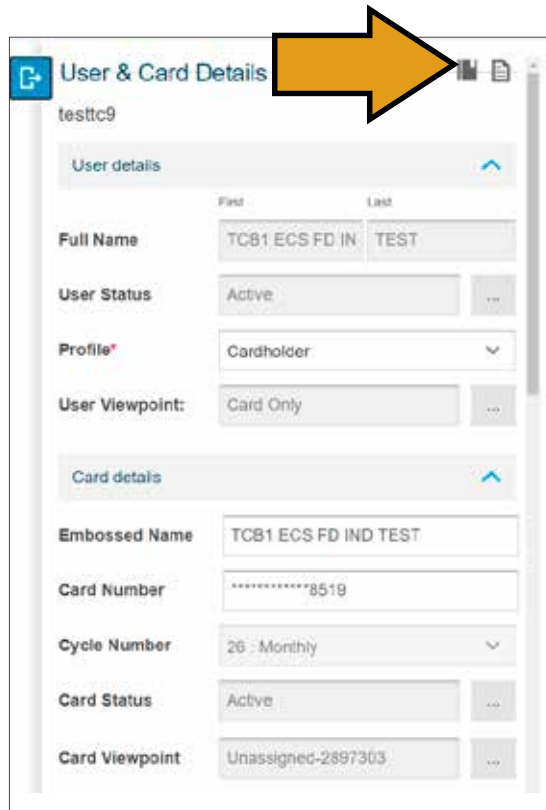 User & Card Details
testtc9
User details
First Last
Full Name TCB1 ECS FD IN TEST
User Status Active ...
Profile* Cardholder
User Viewpoint: Card Only ...
Card details
Embossed Name TCB1 ECS FD IND TEST
Card Number ************8519
Cycle Number 26 : Monthly
Card Status Active ...
Card Viewpoint Unassigned-2897303 ...